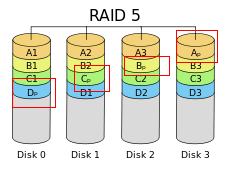 RAID 5
A1 A2 A3 Aₚ
B1 B2 Bₚ B3
C1 Cₚ C2 C3
Dₚ D1 D2 D3
Disk 0 Disk 1 Disk 2 Disk 3